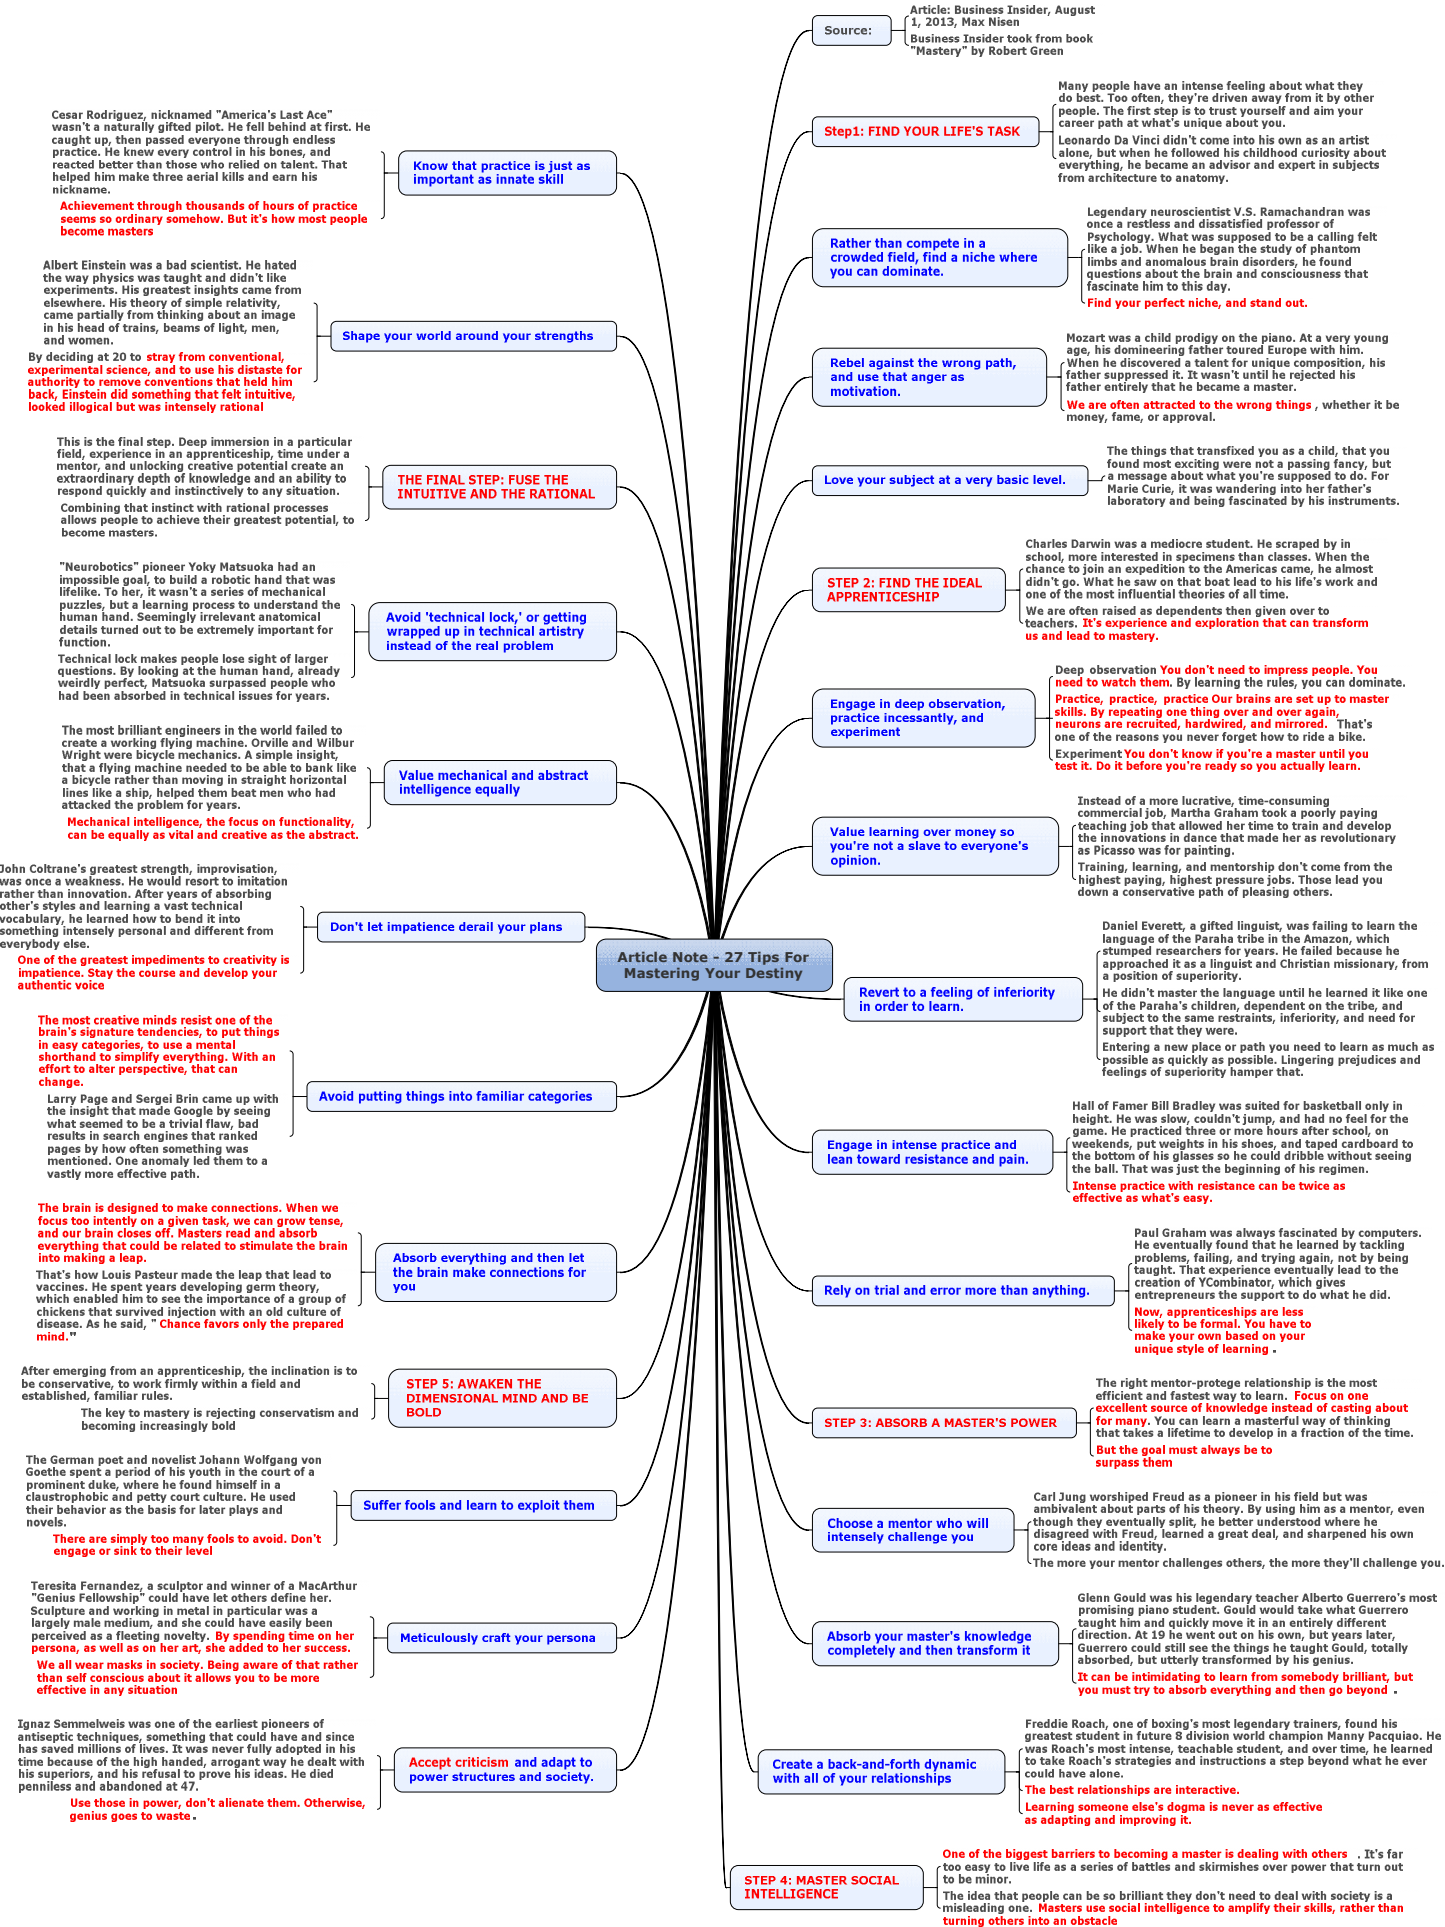 Article Note - 27 Tips For
Mastering Your Destiny
Source:
Article: Business Insider, August
1, 2013, Max Nisen
Business Insider took from book
"Mastery" by Robert Green
Step1: FIND YOUR LIFE'S TASK
Many people have an intense feeling about what they
do best. Too often, they're driven away from it by other
people. The first step is to trust yourself and aim your
career path at what's unique about you.
Leonardo Da Vinci didn't come into his own as an artist
alone, but when he followed his childhood curiosity about
everything, he became an advisor and expert in subjects
from architecture to anatomy.
Rather than compete in a
crowded field, find a niche where
you can dominate.
Legendary neuroscientist V.S. Ramachandran was
once a restless and dissatisfied professor of
Psychology. What was supposed to be a calling felt
like a job. When he began the study of phantom
limbs and anomalous brain disorders, he found
questions about the brain and consciousness that
fascinate him to this day.
Find your perfect niche, and stand out.
Rebel against the wrong path,
and use that anger as
motivation.
Mozart was a child prodigy on the piano. At a very young
age, his domineering father toured Europe with him.
When he discovered a talent for unique composition, his
father suppressed it. It wasn't until he rejected his
father entirely that he became a master.
We are often attracted to the wrong things , whether it be
money, fame, or approval.
Love your subject at a very basic level.
The things that transfixed you as a child, that you
found most exciting were not a passing fancy, but
a message about what you're supposed to do. For
Marie Curie, it was wandering into her father's
laboratory and being fascinated by his instruments.
STEP 2: FIND THE IDEAL
APPRENTICESHIP
Charles Darwin was a mediocre student. He scraped by in
school, more interested in specimens than classes. When the
chance to join an expedition to the Americas came, he almost
didn't go. What he saw on that boat lead to his life's work and
one of the most influential theories of all time.
We are often raised as dependents then given over to
teachers. It's experience and exploration that can transform
us and lead to mastery.
Engage in deep observation,
practice incessantly, and
experiment
Deep observation You don't need to impress people. You
need to watch them. By learning the rules, you can dominate.
Practice, practice, practice Our brains are set up to master
skills. By repeating one thing over and over again,
neurons are recruited, hardwired, and mirrored. That's
one of the reasons you never forget how to ride a bike.
Experiment You don't know if you're a master until you
test it. Do it before you're ready so you actually learn.
Value learning over money so
you're not a slave to everyone's
opinion.
Instead of a more lucrative, time-consuming
commercial job, Martha Graham took a poorly paying
teaching job that allowed her time to train and develop
the innovations in dance that made her as revolutionary
as Picasso was for painting.
Training, learning, and mentorship don't come from the
highest paying, highest pressure jobs. Those lead you
down a conservative path of pleasing others.
Revert to a feeling of inferiority
in order to learn.
Daniel Everett, a gifted linguist, was failing to learn the
language of the Paraha tribe in the Amazon, which
stumped researchers for years. He failed because he
approached it as a linguist and Christian missionary, from
a position of superiority.
He didn't master the language until he learned it like one
of the Paraha's children, dependent on the tribe, and
subject to the same restraints, inferiority, and need for
support that they were.
Entering a new place or path you need to learn as much as
possible as quickly as possible. Lingering prejudices and
feelings of superiority hamper that.
Engage in intense practice and
lean toward resistance and pain.
Hall of Famer Bill Bradley was suited for basketball only in
height. He was slow, couldn't jump, and had no feel for the
game. He practiced three or more hours after school, on
weekends, put weights in his shoes, and taped cardboard to
the bottom of his glasses so he could dribble without seeing
the ball. That was just the beginning of his regimen.
Intense practice with resistance can be twice as
effective as what's easy.
Rely on trial and error more than anything.
Paul Graham was always fascinated by computers.
He eventually found that he learned by tackling
problems, failing, and trying again, not by being
taught. That experience eventually lead to the
creation of YCombinator, which gives
entrepreneurs the support to do what he did.
Now, apprenticeships are less
likely to be formal. You have to
make your own based on your
unique style of learning .
STEP 3: ABSORB A MASTER'S POWER
The right mentor-protege relationship is the most
efficient and fastest way to learn. Focus on one
excellent source of knowledge instead of casting about
for many. You can learn a masterful way of thinking
that takes a lifetime to develop in a fraction of the time.
But the goal must always be to
surpass them
Choose a mentor who will
intensely challenge you
Carl Jung worshiped Freud as a pioneer in his field but was
ambivalent about parts of his theory. By using him as a mentor, even
though they eventually split, he better understood where he
disagreed with Freud, learned a great deal, and sharpened his own
core ideas and identity.
The more your mentor challenges others, the more they'll challenge you.
Absorb your master's knowledge
completely and then transform it
Glenn Gould was his legendary teacher Alberto Guerrero's most
promising piano student. Gould would take what Guerrero
taught him and quickly move it in an entirely different
direction. At 19 he went out on his own, but years later,
Guerrero could still see the things he taught Gould, totally
absorbed, but utterly transformed by his genius.
It can be intimidating to learn from somebody brilliant, but
you must try to absorb everything and then go beyond .
Create a back-and-forth dynamic
with all of your relationships
Freddie Roach, one of boxing's most legendary trainers, found his
greatest student in future 8 division world champion Manny Pacquiao. He
was Roach's most intense, teachable student, and over time, he learned
to take Roach's strategies and instructions a step beyond what he ever
could have alone.
The best relationships are interactive.
Learning someone else's dogma is never as effective
as adapting and improving it.
STEP 4: MASTER SOCIAL
INTELLIGENCE
One of the biggest barriers to becoming a master is dealing with others . It's far
too easy to live life as a series of battles and skirmishes over power that turn out
to be minor.
The idea that people can be so brilliant they don't need to deal with society is a
misleading one. Masters use social intelligence to amplify their skills, rather than
turning others into an obstacle
Know that practice is just as
important as innate skill
Cesar Rodriguez, nicknamed "America's Last Ace"
wasn't a naturally gifted pilot. He fell behind at first. He
caught up, then passed everyone through endless
practice. He knew every control in his bones, and
reacted better than those who relied on talent. That
helped him make three aerial kills and earn his
nickname.
Achievement through thousands of hours of practice
seems so ordinary somehow. But it's how most people
become masters
Shape your world around your strengths
Albert Einstein was a bad scientist. He hated
the way physics was taught and didn't like
experiments. His greatest insights came from
elsewhere. His theory of simple relativity,
came partially from thinking about an image
in his head of trains, beams of light, men,
and women.
By deciding at 20 to stray from conventional,
experimental science, and to use his distaste for
authority to remove conventions that held him
back, Einstein did something that felt intuitive,
looked illogical but was intensely rational
THE FINAL STEP: FUSE THE
INTUITIVE AND THE RATIONAL
This is the final step. Deep immersion in a particular
field, experience in an apprenticeship, time under a
mentor, and unlocking creative potential create an
extraordinary depth of knowledge and an ability to
respond quickly and instinctively to any situation.
Combining that instinct with rational processes
allows people to achieve their greatest potential, to
become masters.
Avoid 'technical lock,' or getting
wrapped up in technical artistry
instead of the real problem
"Neurobotics" pioneer Yoky Matsuoka had an
impossible goal, to build a robotic hand that was
lifelike. To her, it wasn't a series of mechanical
puzzles, but a learning process to understand the
human hand. Seemingly irrelevant anatomical
details turned out to be extremely important for
function.
Technical lock makes people lose sight of larger
questions. By looking at the human hand, already
weirdly perfect, Matsuoka surpassed people who
had been absorbed in technical issues for years.
Value mechanical and abstract
intelligence equally
The most brilliant engineers in the world failed to
create a working flying machine. Orville and Wilbur
Wright were bicycle mechanics. A simple insight,
that a flying machine needed to be able to bank like
a bicycle rather than moving in straight horizontal
lines like a ship, helped them beat men who had
attacked the problem for years.
Mechanical intelligence, the focus on functionality,
can be equally as vital and creative as the abstract.
Don't let impatience derail your plans
John Coltrane's greatest strength, improvisation,
was once a weakness. He would resort to imitation
rather than innovation. After years of absorbing
other's styles and learning a vast technical
vocabulary, he learned how to bend it into
something intensely personal and different from
everybody else.
One of the greatest impediments to creativity is
impatience. Stay the course and develop your
authentic voice
Avoid putting things into familiar categories
The most creative minds resist one of the
brain's signature tendencies, to put things
in easy categories, to use a mental
shorthand to simplify everything. With an
effort to alter perspective, that can
change.
Larry Page and Sergei Brin came up with
the insight that made Google by seeing
what seemed to be a trivial flaw, bad
results in search engines that ranked
pages by how often something was
mentioned. One anomaly led them to a
vastly more effective path.
Absorb everything and then let
the brain make connections for
you
The brain is designed to make connections. When we
focus too intently on a given task, we can grow tense,
and our brain closes off. Masters read and absorb
everything that could be related to stimulate the brain
into making a leap.
That's how Louis Pasteur made the leap that lead to
vaccines. He spent years developing germ theory,
which enabled him to see the importance of a group of
chickens that survived injection with an old culture of
disease. As he said, " Chance favors only the prepared
mind."
STEP 5: AWAKEN THE
DIMENSIONAL MIND AND BE
BOLD
After emerging from an apprenticeship, the inclination is to
be conservative, to work firmly within a field and
established, familiar rules.
The key to mastery is rejecting conservatism and
becoming increasingly bold
Suffer fools and learn to exploit them
The German poet and novelist Johann Wolfgang von
Goethe spent a period of his youth in the court of a
prominent duke, where he found himself in a
claustrophobic and petty court culture. He used
their behavior as the basis for later plays and
novels.
There are simply too many fools to avoid. Don't
engage or sink to their level
Meticulously craft your persona
Teresita Fernandez, a sculptor and winner of a MacArthur
"Genius Fellowship" could have let others define her.
Sculpture and working in metal in particular was a
largely male medium, and she could have easily been
perceived as a fleeting novelty. By spending time on her
persona, as well as on her art, she added to her success.
We all wear masks in society. Being aware of that rather
than self conscious about it allows you to be more
effective in any situation
Accept criticism and adapt to
power structures and society.
Ignaz Semmelweis was one of the earliest pioneers of
antiseptic techniques, something that could have and since
has saved millions of lives. It was never fully adopted in his
time because of the high handed, arrogant way he dealt with
his superiors, and his refusal to prove his ideas. He died
penniless and abandoned at 47.
Use those in power, don't alienate them. Otherwise,
genius goes to waste .